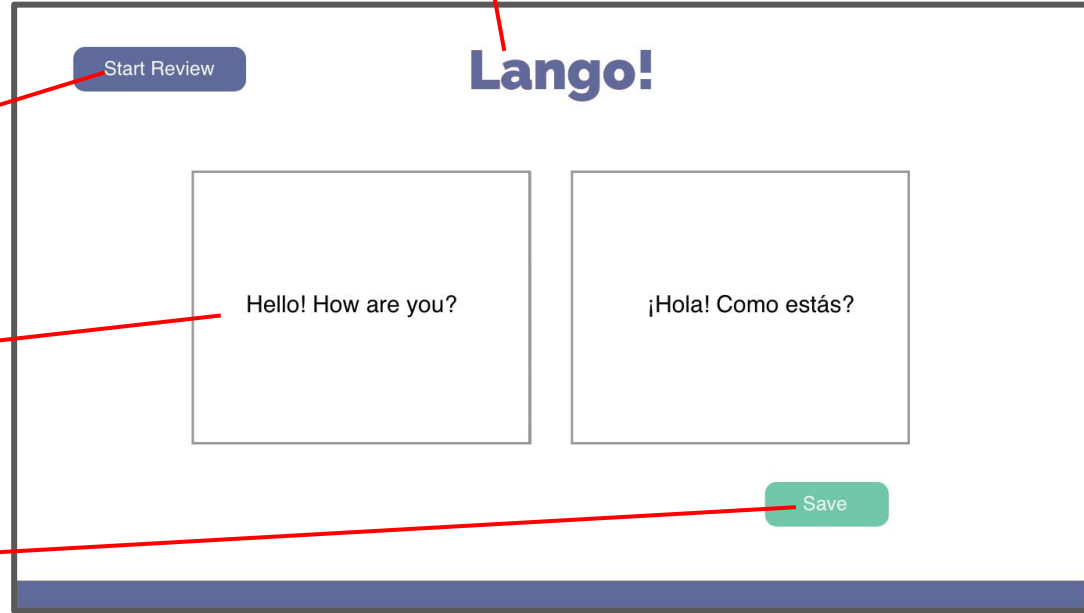 Start Review
Lango!
Hello! How are you?
¡Hola! Como estás?
Save